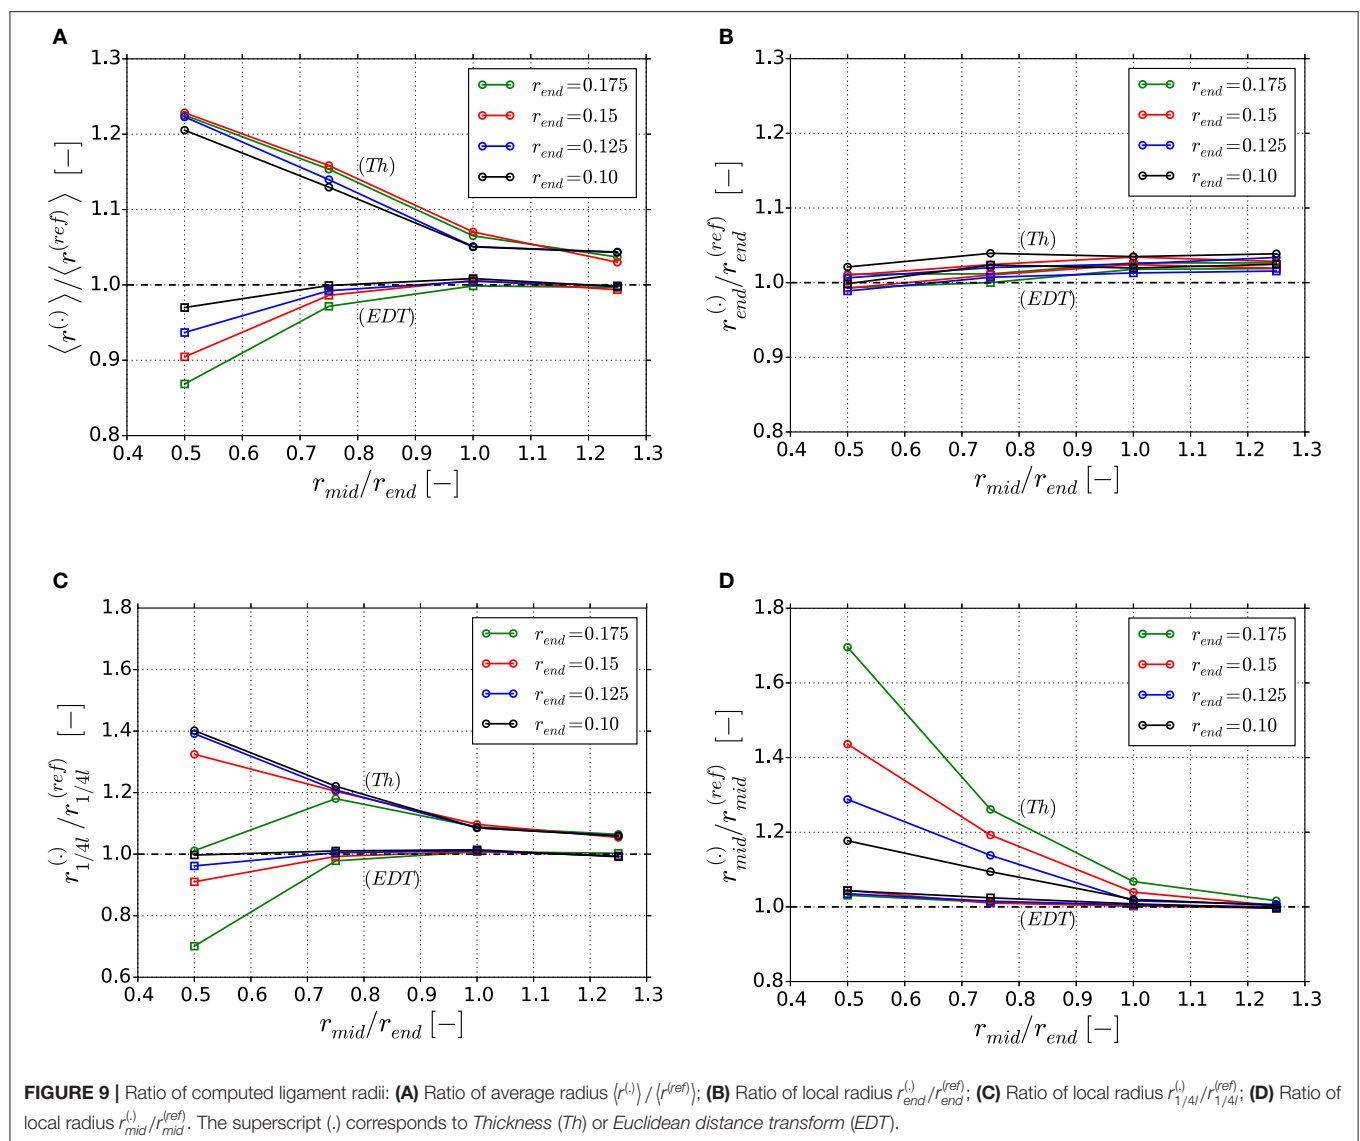 A
1.3
1.2
1.1
1.0
0.9
0.8
0.4 0.5 0.6 0.7 0.8 0.9 1.0 1.1 1.2 1.3
⟨r^(.)⟩/⟨r^(ref)⟩ [−]
r_mid/r_end [−]
r_end=0.175
r_end=0.15
r_end=0.125
r_end=0.10
(Th)
(EDT)
B
1.3
1.2
1.1
1.0
0.9
0.8
0.4 0.5 0.6 0.7 0.8 0.9 1.0 1.1 1.2 1.3
r_end^(.)/r_end^(ref) [−]
r_mid/r_end [−]
r_end=0.175
r_end=0.15
r_end=0.125
r_end=0.10
(Th)
(EDT)
C
1.8
1.6
1.4
1.2
1.0
0.8
0.6
0.4 0.5 0.6 0.7 0.8 0.9 1.0 1.1 1.2 1.3
r_1/4l^(.)/r_1/4l^(ref) [−]
r_mid/r_end [−]
r_end=0.175
r_end=0.15
r_end=0.125
r_end=0.10
(Th)
(EDT)
D
1.8
1.6
1.4
1.2
1.0
0.8
0.4 0.5 0.6 0.7 0.8 0.9 1.0 1.1 1.2 1.3
r_mid^(.)/r_mid^(ref) [−]
r_mid/r_end [−]
r_end=0.175
r_end=0.15
r_end=0.125
r_end=0.10
(Th)
(EDT)
FIGURE 9 | Ratio of computed ligament radii: (A) Ratio of average radius ⟨r^(.)⟩/⟨r^(ref)⟩; (B) Ratio of local radius r_end^(.)/r_end^(ref); (C) Ratio of local radius r_1/4l^(.)/r_1/4l^(ref); (D) Ratio of
local radius r_mid^(.)/r_mid^(ref). The superscript (.) corresponds to Thickness (Th) or Euclidean distance transform (EDT).